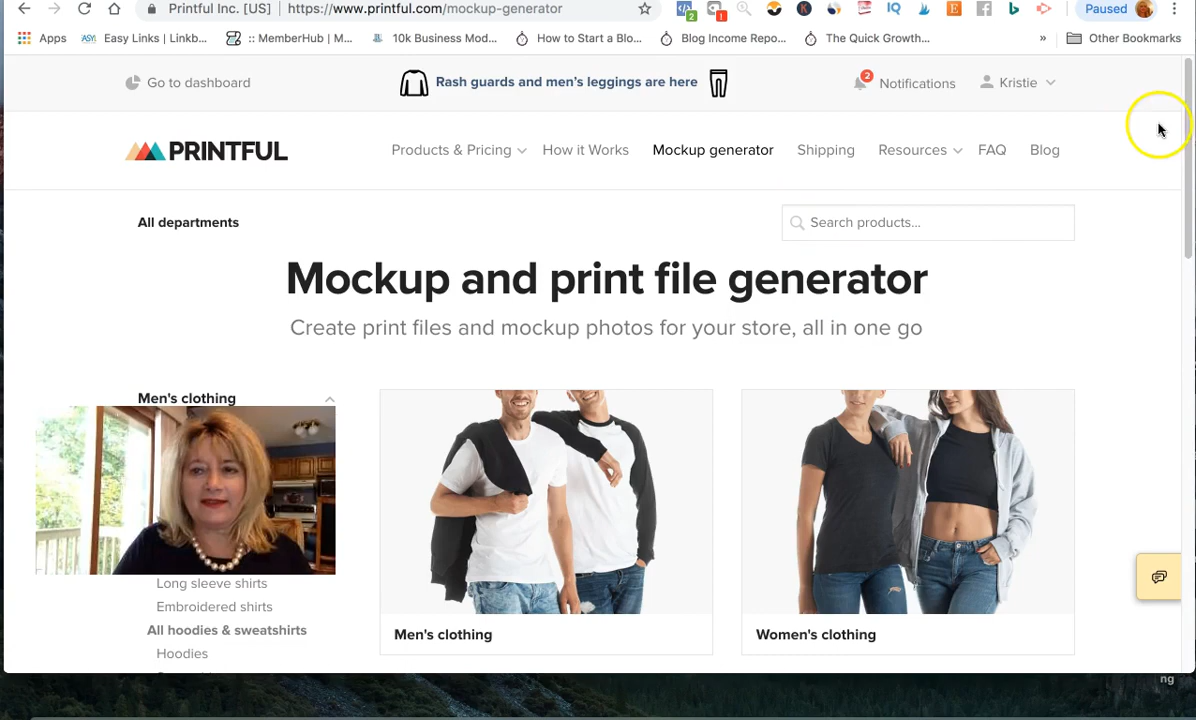 Printful Inc. [US] | https://www.printful.com/mockup-generator
2
!
IQ
Paused
Apps
ASY Easy Links | Linkb...
:: MemberHub | M...
10k Business Mod...
How to Start a Blo...
Blog Income Repo...
The Quick Growth...
»
Other Bookmarks
Go to dashboard
Rash guards and men's leggings are here
2
Notifications
Kristie
PRINTFUL
Products & Pricing
How it Works
Mockup generator
Shipping
Resources
FAQ
Blog
All departments
Search products...
Mockup and print file generator
Create print files and mockup photos for your store, all in one go
Men's clothing
Long sleeve shirts
Embroidered shirts
All hoodies & sweatshirts
Hoodies
Men's clothing
Women's clothing
ng